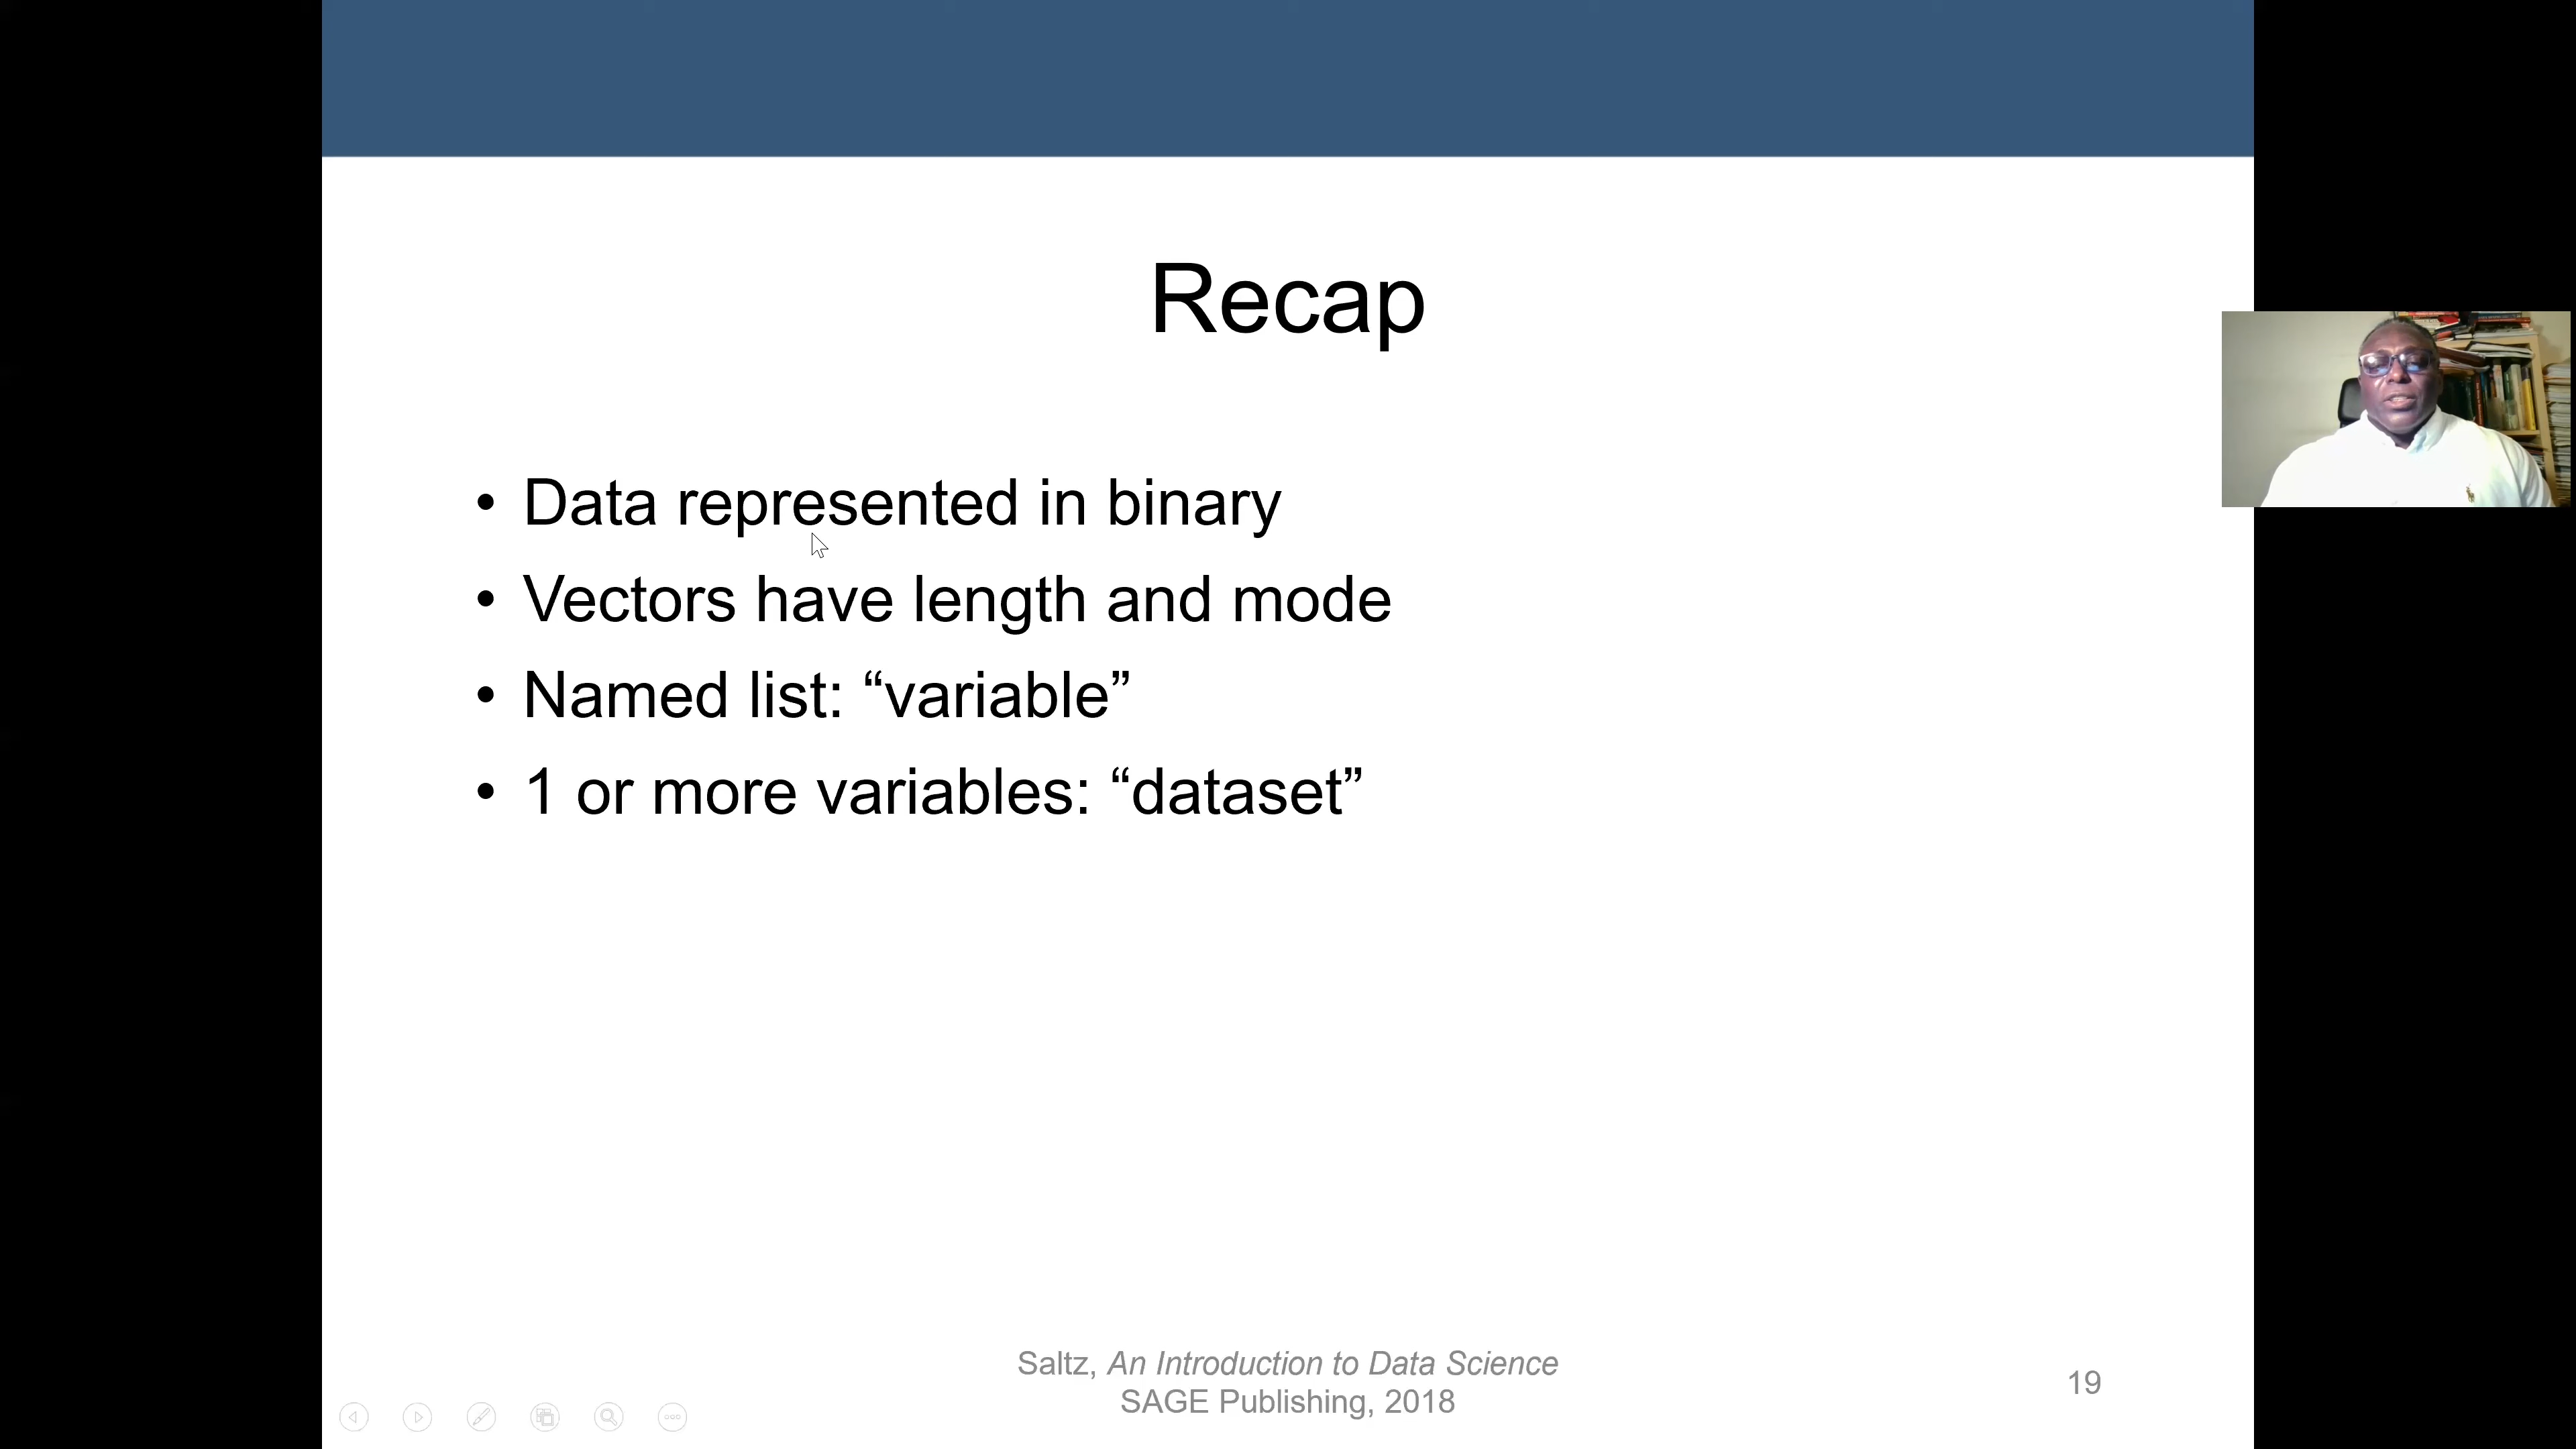 Recap
• Data represented in binary
• Vectors have length and mode
• Named list: “variable”
• 1 or more variables: “dataset”
Saltz, An Introduction to Data Science
SAGE Publishing, 2018
19